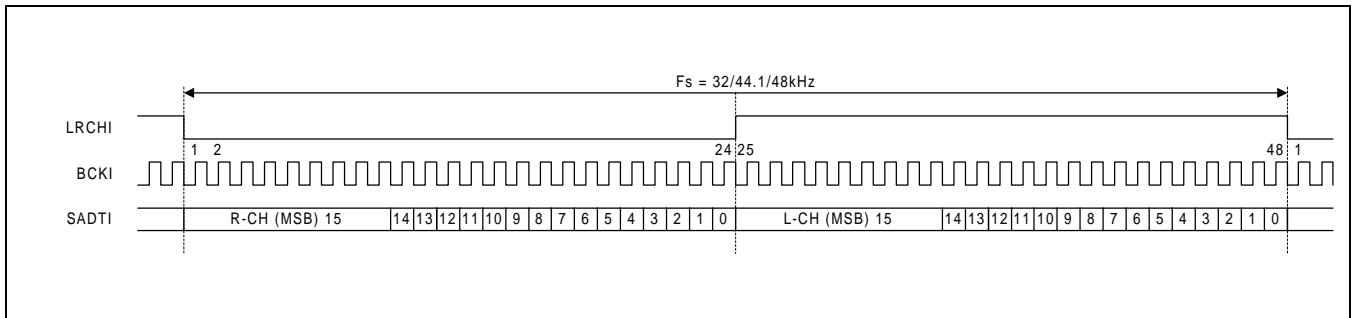 Fs = 32/44.1/48kHz
LRCHI
1 2 24 25 48 1
BCKI
SADTI R-CH (MSB) 15 14 13 12 11 10 9 8 7 6 5 4 3 2 1 0 L-CH (MSB) 15 14 13 12 11 10 9 8 7 6 5 4 3 2 1 0